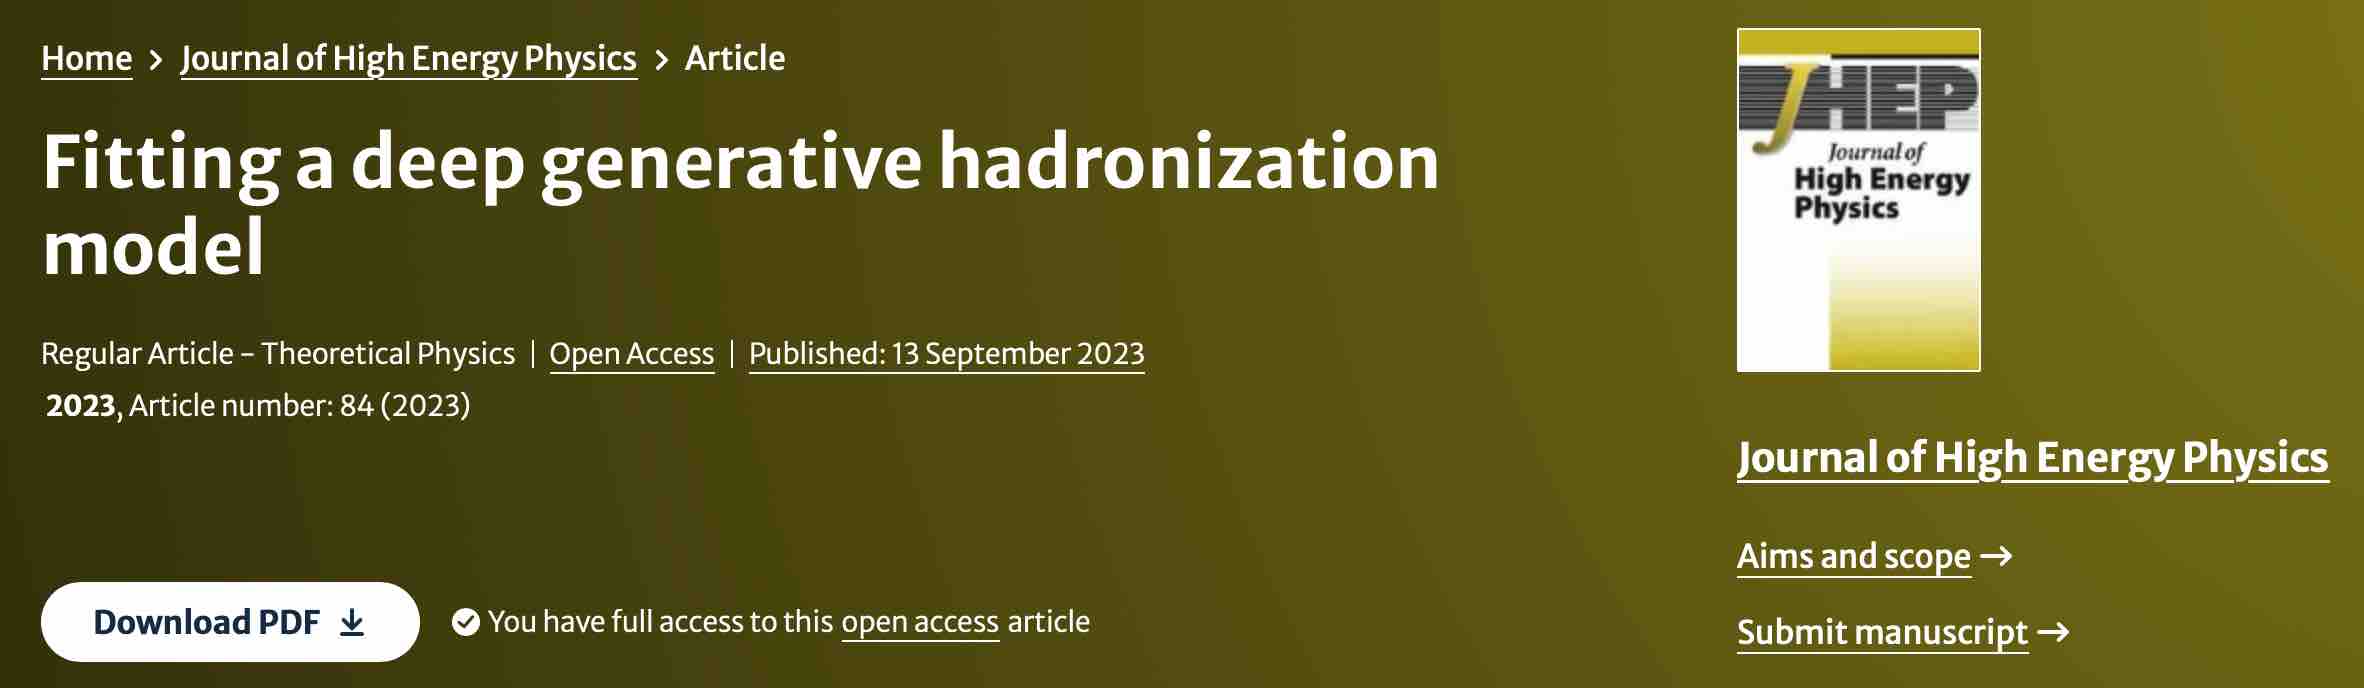 Home > Journal of High Energy Physics > Article
Fitting a deep generative hadronization
model
Regular Article – Theoretical Physics | Open Access | Published: 13 September 2023
2023, Article number: 84 (2023)
Download PDF
You have full access to this open access article
JHEP
Journal of
High Energy
Physics
Journal of High Energy Physics
Aims and scope →
Submit manuscript →